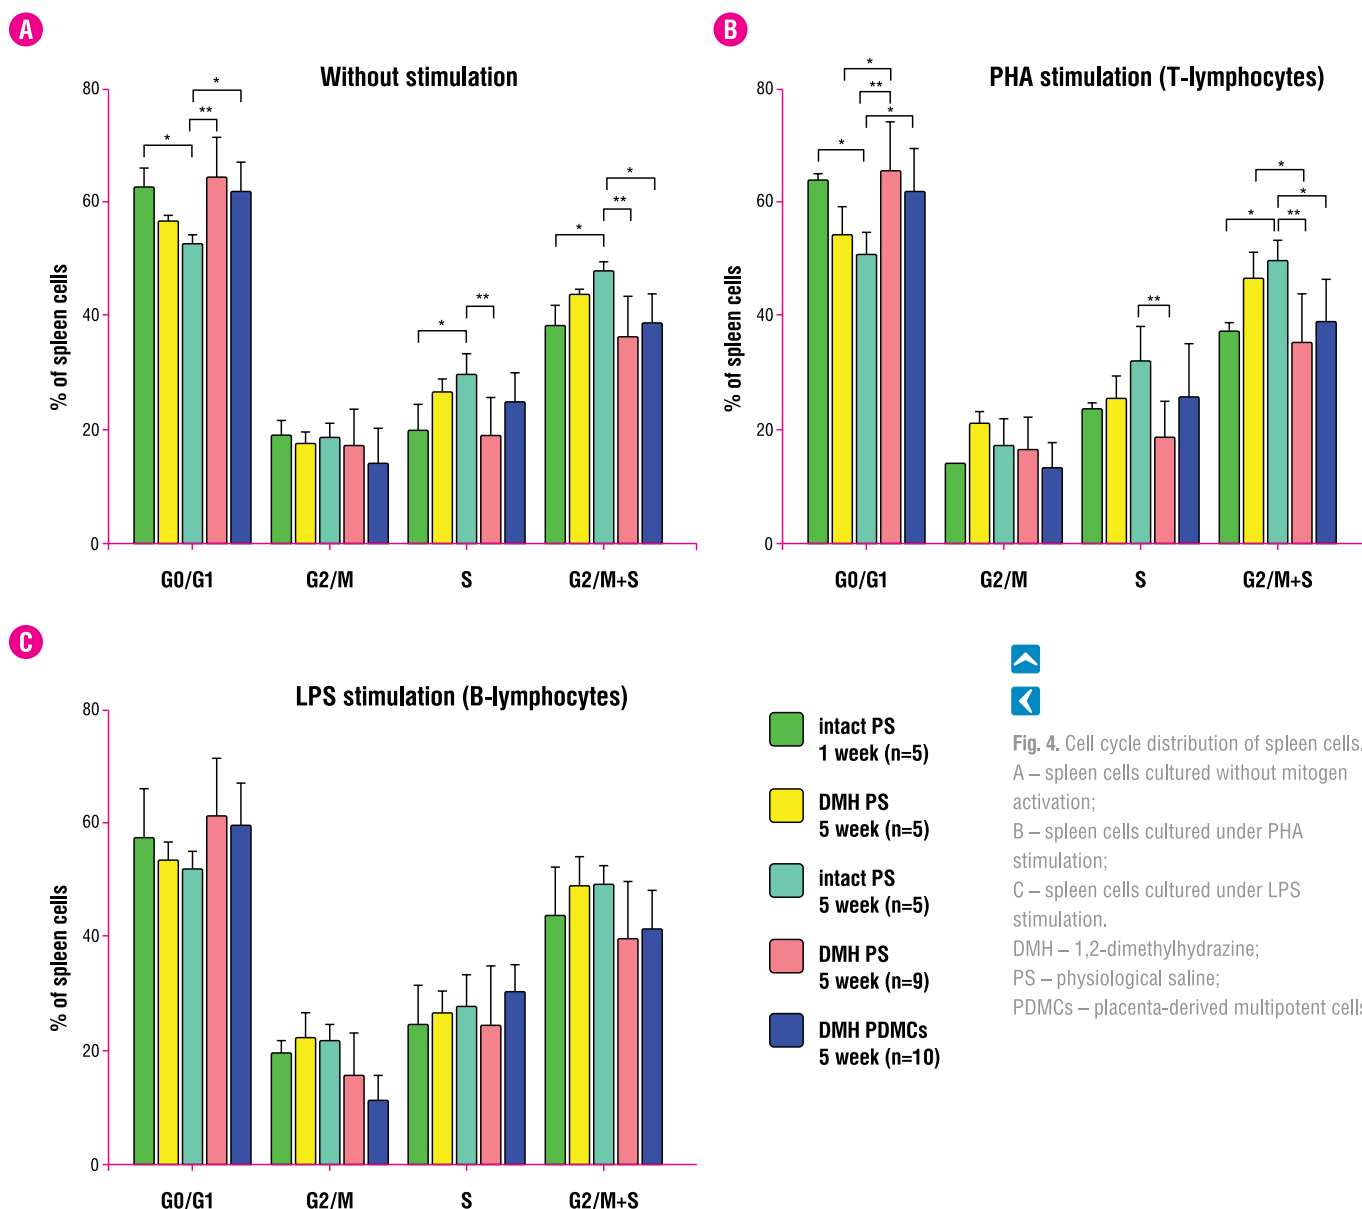 A
Without stimulation
% of spleen cells
80
60
40
20
0
* ** *
* **
* ** *
G0/G1 G2/M S G2/M+S
B
PHA stimulation (T-lymphocytes)
% of spleen cells
80
60
40
20
0
* ** * *
**
* * ** *
G0/G1 G2/M S G2/M+S
C
LPS stimulation (B-lymphocytes)
% of spleen cells
80
60
40
20
0
G0/G1 G2/M S G2/M+S
intact PS
1 week (n=5)
DMH PS
5 week (n=5)
intact PS
5 week (n=5)
DMH PS
5 week (n=9)
DMH PDMCs
5 week (n=10)
Fig. 4. Cell cycle distribution of spleen cells.
A – spleen cells cultured without mitogen
activation;
B – spleen cells cultured under PHA
stimulation;
C – spleen cells cultured under LPS
stimulation.
DMH – 1,2-dimethylhydrazine;
PS – physiological saline;
PDMCs – placenta-derived multipotent cells